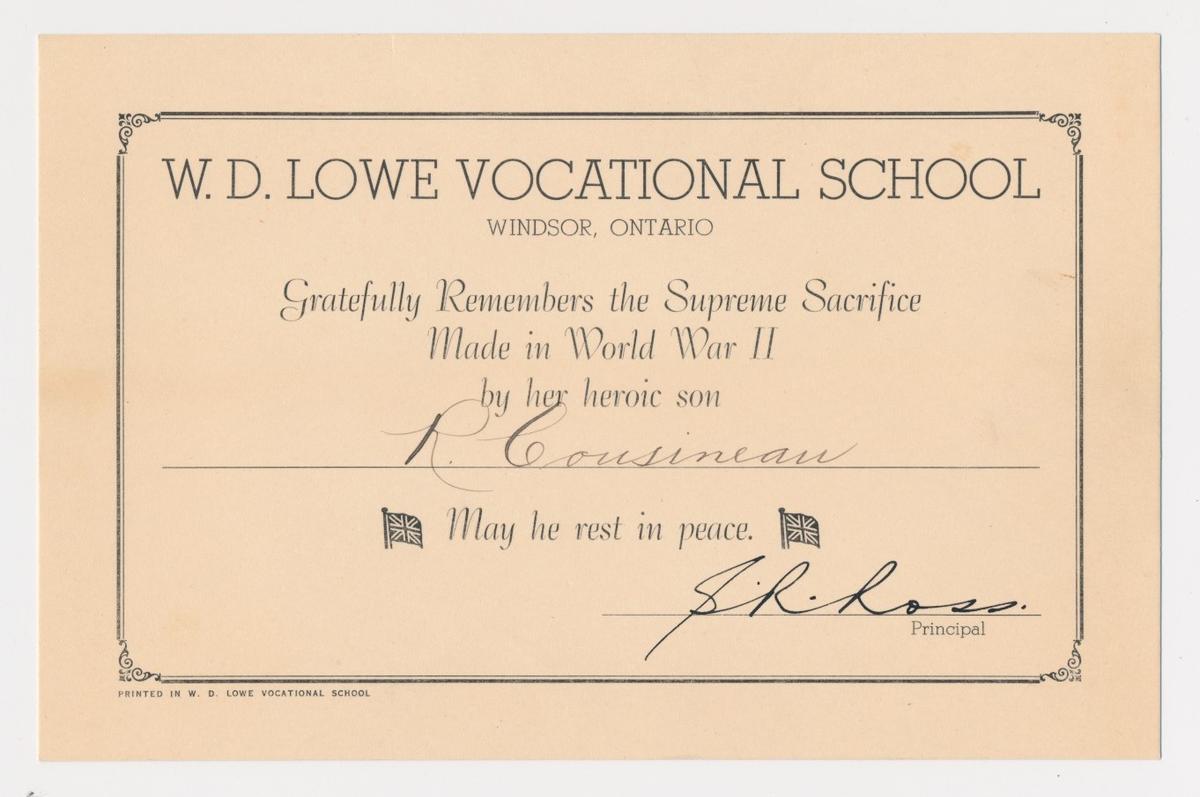 W. D. LOWE VOCATIONAL SCHOOL
WINDSOR, ONTARIO
Gratefully Remembers the Supreme Sacrifice
Made in World War II
by her heroic son
R. Cousineau
May he rest in peace.
J. R. Ross.
Principal
PRINTED IN W. D. LOWE VOCATIONAL SCHOOL